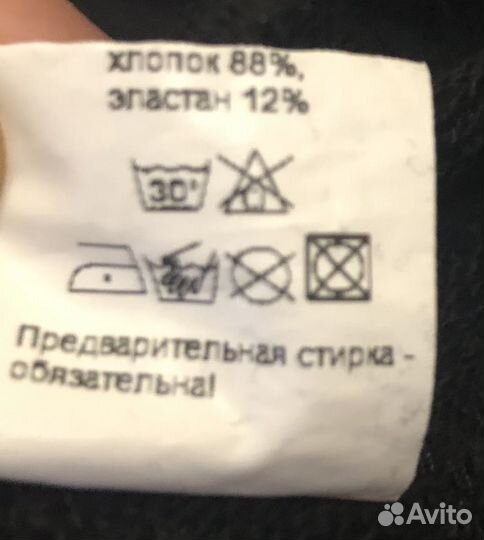 хлопок 88%,
эластан 12%
30°
Предварительная стирка -
обязательна!
Avito